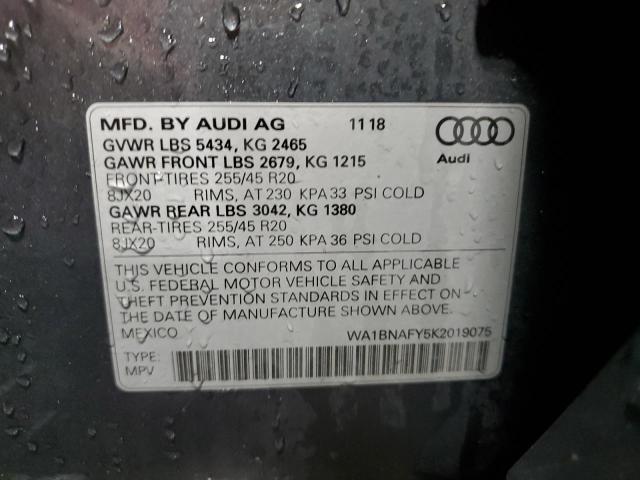 MFD. BY AUDI AG 11 18
GVWR LBS 5434, KG 2465
GAWR FRONT LBS 2679, KG 1215
FRONT-TIRES 255/45 R20
8JX20 RIMS, AT 230 KPA 33 PSI COLD
GAWR REAR LBS 3042, KG 1380
REAR-TIRES 255/45 R20
8JX20 RIMS, AT 250 KPA 36 PSI COLD
Audi
THIS VEHICLE CONFORMS TO ALL APPLICABLE
U.S. FEDERAL MOTOR VEHICLE SAFETY AND
THEFT PREVENTION STANDARDS IN EFFECT ON
THE DATE OF MANUFACTURE SHOWN ABOVE.
MEXICO WA1BNAFY5K2019075
TYPE:
MPV